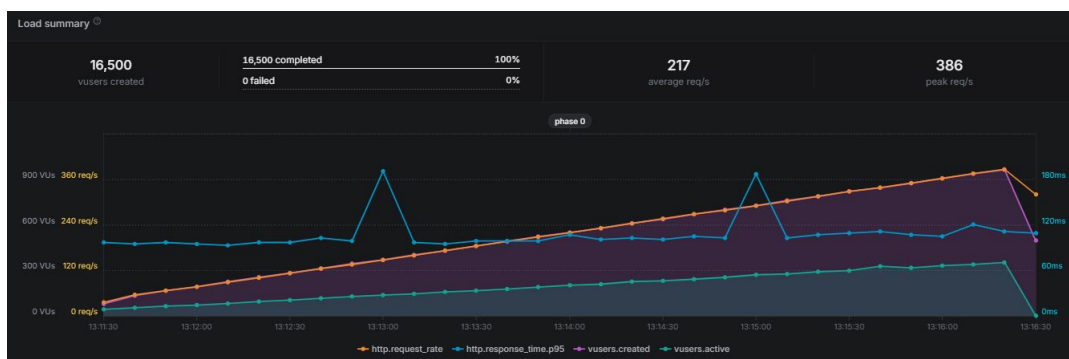 Load summary ?
16,500
vusers created
16,500 completed 100%
0 failed 0%
217
average req/s
386
peak req/s
phase 0
900 VUs 360 req/s 180ms
600 VUs 240 req/s 120ms
300 VUs 120 req/s 60ms
0 VUs 0 req/s 0ms
13:11:30 13:12:00 13:12:30 13:13:00 13:13:30 13:14:00 13:14:30 13:15:00 13:15:30 13:16:00 13:16:30
http.request_rate http.response_time.p95 vusers.created vusers.active